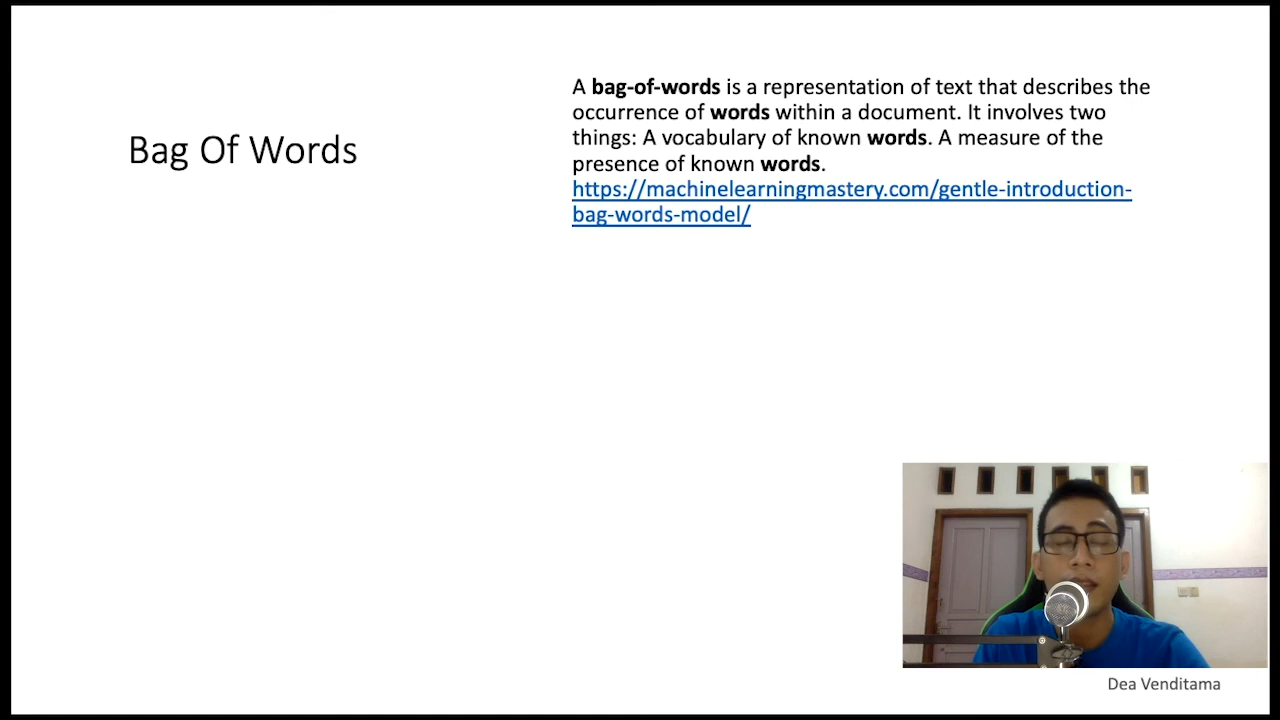 Bag Of Words
A bag-of-words is a representation of text that describes the
occurrence of words within a document. It involves two
things: A vocabulary of known words. A measure of the
presence of known words.
https://machinelearningmastery.com/gentle-introduction-
bag-words-model/
Dea Venditama